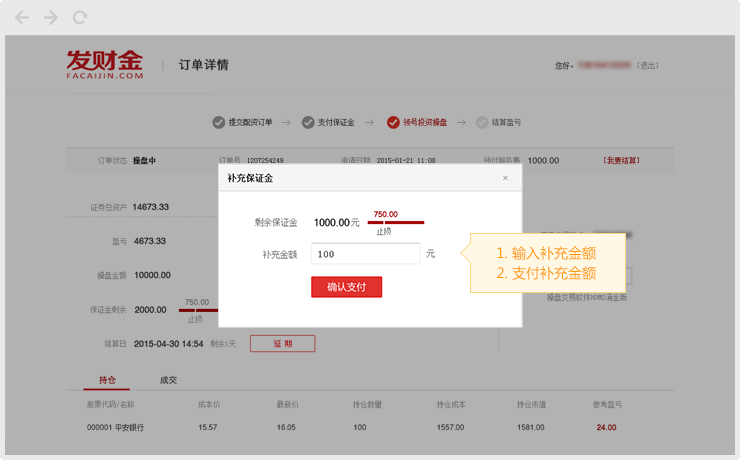 发财金
FACAIJIN.COM
订单详情
您好，
[退出]
提交配资订单
支付保证金
领号投资操盘
结算盈亏
订单状态 操盘中
订单号 1207254249
申请日期 2015-01-21 11:08
1000.00
[我要结算]
补充保证金
×
剩余保证金 1000.00元
750.00
止损
补充金额 100 元
确认支付
1. 输入补充金额
2. 支付补充金额
证券总资产 14673.33
盈亏 4673.33
操盘金额 10000.00
保证金剩余 2000.00
750.00
止损
操盘交易软件HOMS满金版
结算日 2015-04-30 14:54 剩余1天
延 期
持仓 成交
股票代码/名称 成本价 最新价 持仓数量 持仓成本 持仓市值 参考盈亏
000001 平安银行 15.57 16.05 100 1557.00 1581.00 24.00